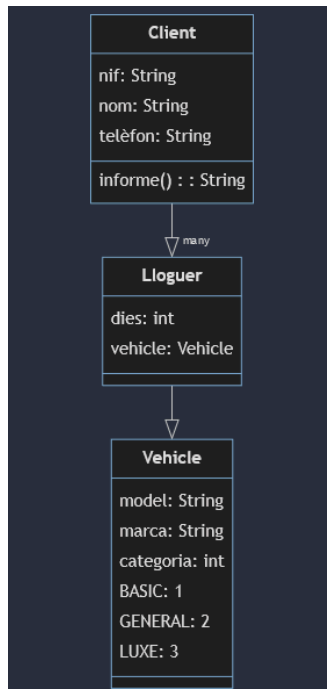 Client
nif: String
nom: String
telèfon: String
informe() : : String
many
Lloguer
dies: int
vehicle: Vehicle
Vehicle
model: String
marca: String
categoria: int
BASIC: 1
GENERAL: 2
LUXE: 3